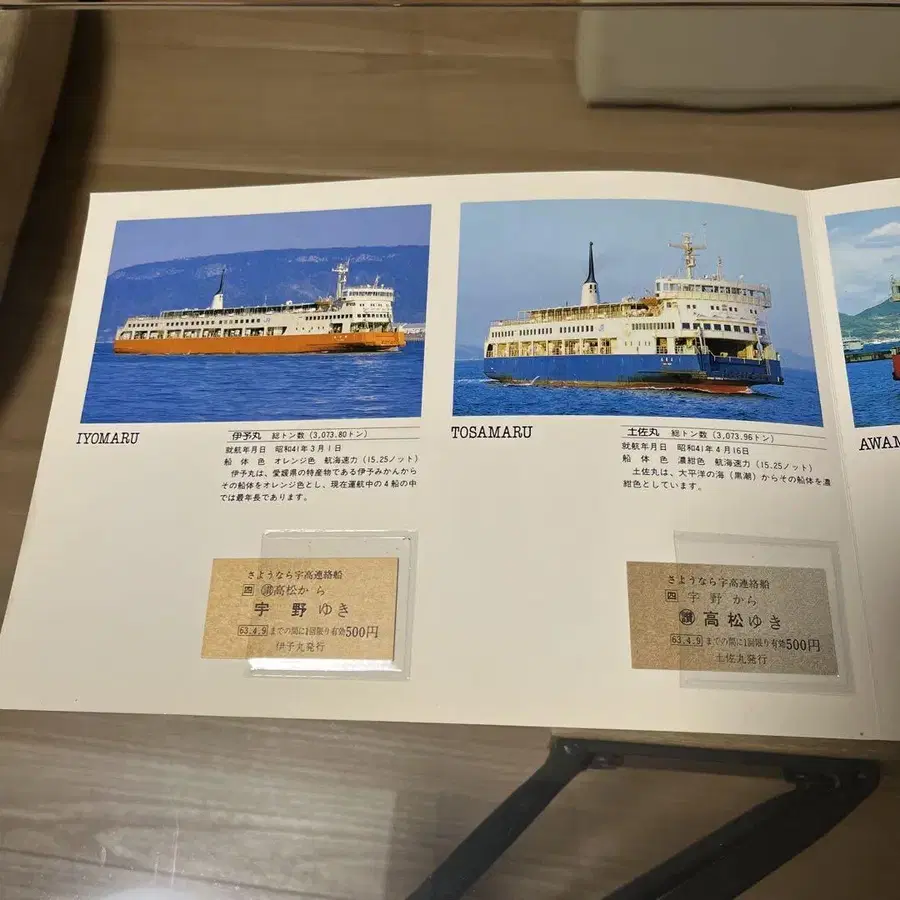 IYOMARU
伊予丸 総トン数 (3,073.80トン)
就航年月日 昭和41年3月1日
船体色 オレンジ色 航海速力 (15.25ノット)
伊予丸は、愛媛県の特産物である伊予みかんから
その船体をオレンジ色とし、現在運航中の4船の中
では最年長であります。
さようなら宇高連絡船
四 讃高松から
宇野ゆき
63.4.9までの間に1回限り有効500円
伊予丸発行
TOSAMARU
土佐丸 総トン数 (3,073.96トン)
就航年月日 昭和41年4月16日
船体色 濃紺色 航海速力 (15.25ノット)
土佐丸は、太平洋の海 (黒潮) からその船体を濃
紺色としています。
さようなら宇高連絡船
四 宇野から
讃 高松ゆき
63.4.9までの間に1回限り有効500円
土佐丸発行
AWAM